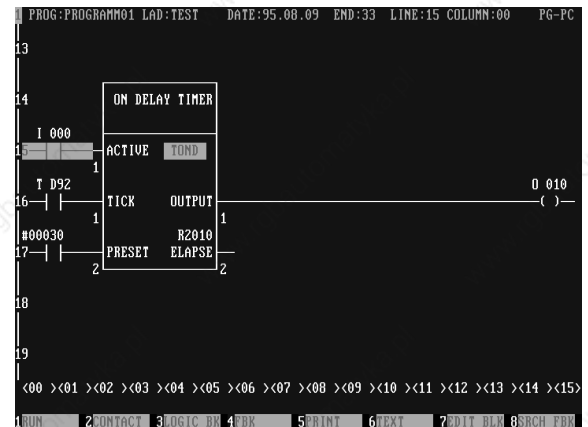 1 PROG:PROGRAMM01 LAD:TEST DATE:95.08.09 END:33 LINE:15 COLUMN:00 PG-PC
13
14 ON DELAY TIMER
I 000
15 ACTIVE TOND
1
T D92 O 010
16 TICK OUTPUT ( )
1 1
#00030 R2010
17 PRESET ELAPSE
2 2
18
19
<00 ><01 ><02 ><03 ><04 ><05 ><06 ><07 ><08 ><09 ><10 ><11 ><12 ><13 ><14 ><15>
1RUN 2CONTACT 3LOGIC BK 4FBK 5PRINT 6TEXT 7EDIT BLK 8SRCH FBK